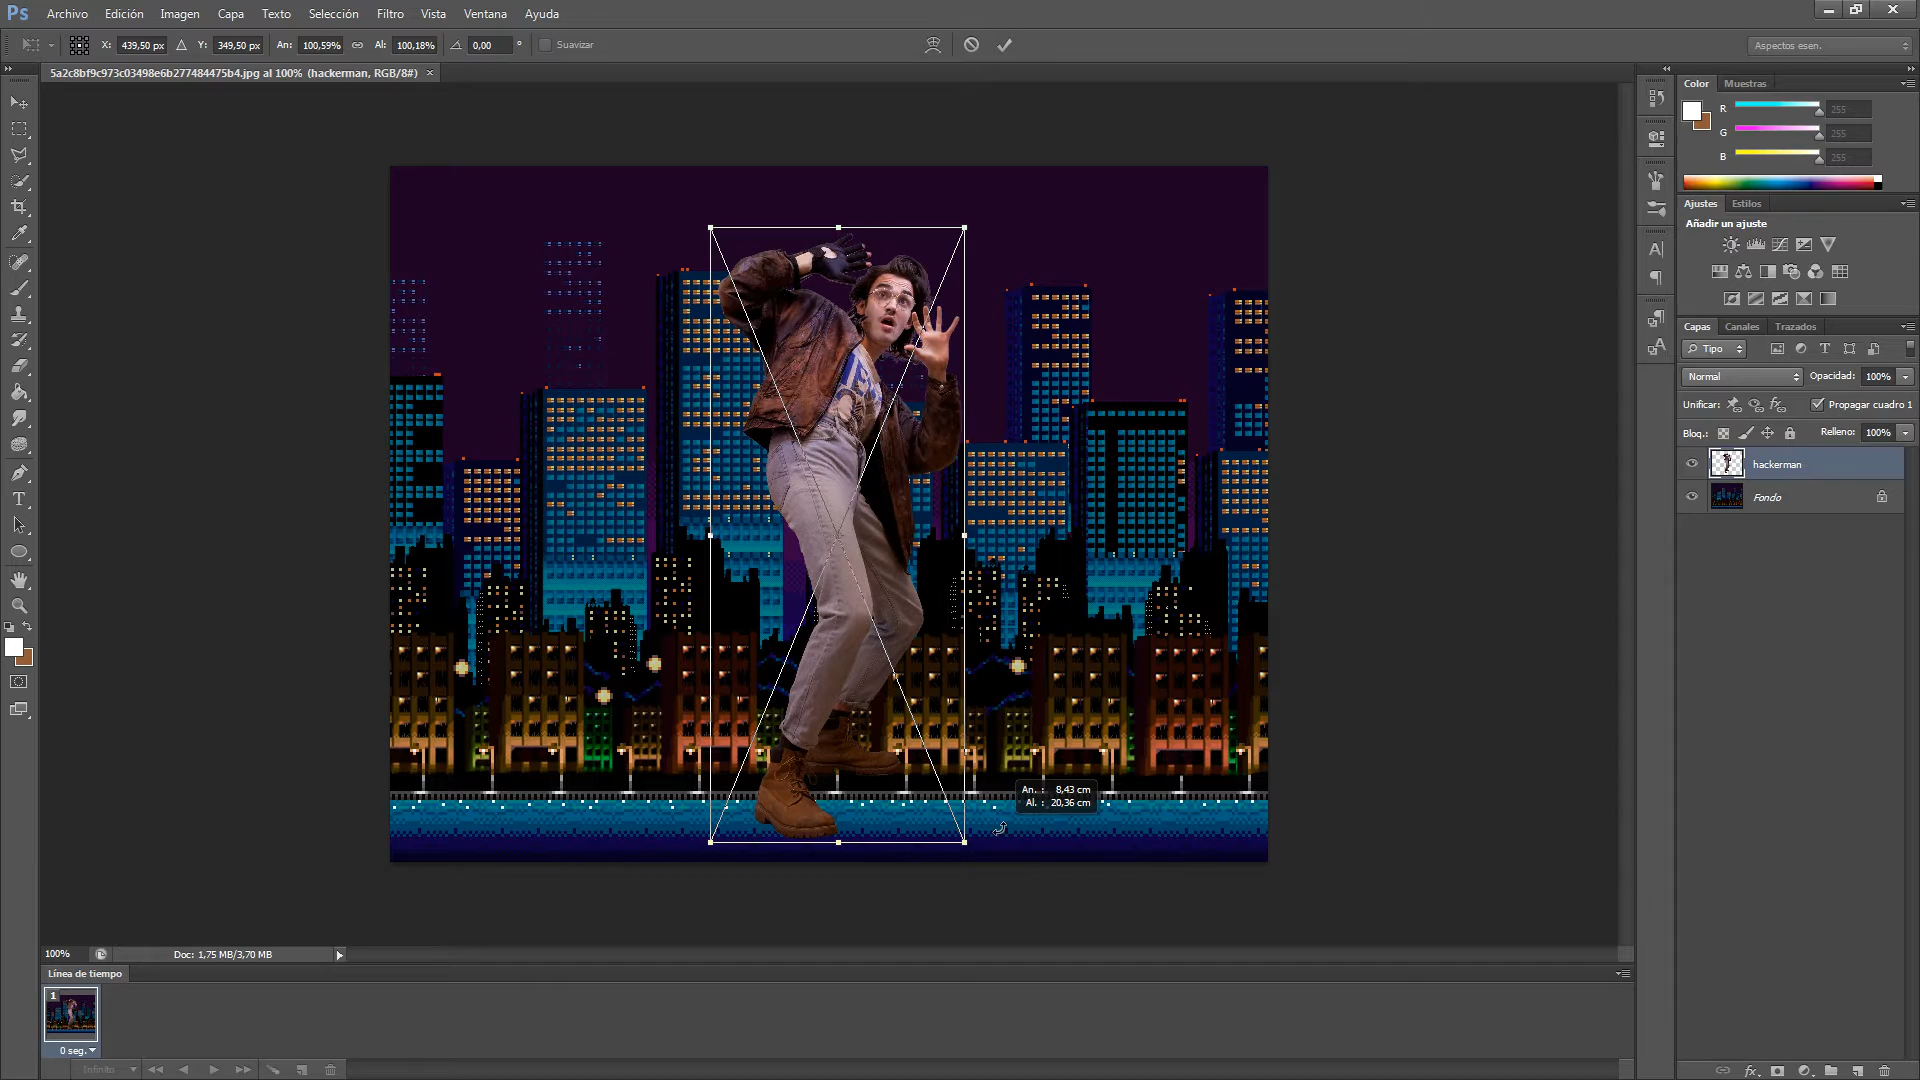 Ps Archivo Edición Imagen Capa Texto Selección Filtro Vista Ventana Ayuda
X: 439,50 px Y: 349,50 px An: 100,59% Al: 100,18% 0,00 ° Suavizar Aspectos esen.
5a2c8bf9c973c03498e6b277484475b4.jpg al 100% (hackerman, RGB/8#) ×
Color Muestras
R 255
G 255
B 255
Ajustes Estilos
Añadir un ajuste
Capas Canales Trazados
Tipo
Normal Opacidad: 100%
Unificar: Propagar cuadro 1
Bloq.: Relleno: 100%
hackerman
Fondo
An. : 8,43 cm
Al. : 20,36 cm
100% Doc: 1,75 MB/3,70 MB
Línea de tiempo
1
0 seg.
Infinito